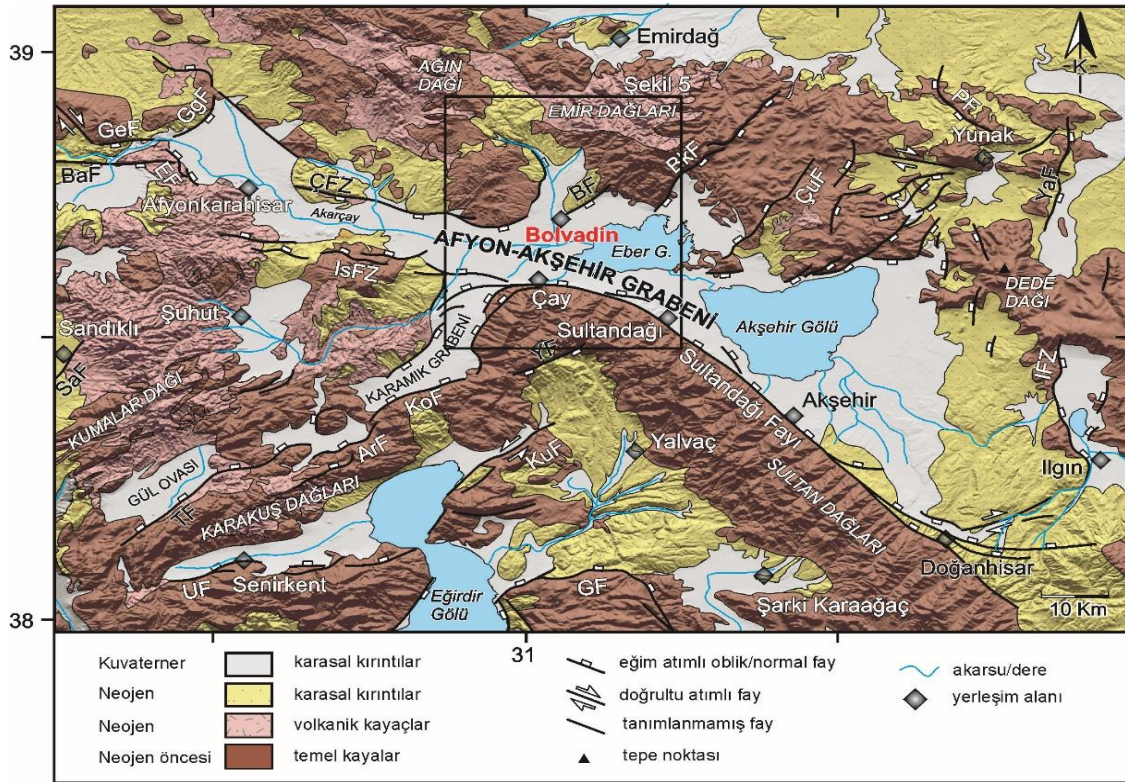 39
38
31
Emirdağ
AĞIN
DAĞI
Şekil 5
EMİR DAĞLARI
-K-
GeF
GgF
BaF
EF
Afyonkarahisar
ÇFZ
Akarçay
BF
BkF
Bolvadin
Eber G.
AFYON-AKŞEHİR GRABENİ
ÇuF
PFZ
Yunak
YaF
DEDE
DAĞI
IsFZ
Şuhut
Sandıklı
SaF
KUMALAR DAĞI
Çay
Sultandağı
YF
KARAMIK GRABENİ
KoF
Akşehir Gölü
Sultandağı Fayı
Akşehir
IFZ
Ilgın
ArF
GÜL OVASI
TF
KARAKUŞ DAĞLARI
KuF
Yalvaç
SULTAN DAĞLARI
Doğanhisar
UF
Senirkent
Eğirdir
Gölü
GF
Şarki Karaağaç
10 Km
Kuvaterner karasal kırıntılar
Neojen karasal kırıntılar
Neojen volkanik kayaçlar
Neojen öncesi temel kayalar
eğim atımlı oblik/normal fay
doğrultu atımlı fay
tanımlanmamış fay
tepe noktası
akarsu/dere
yerleşim alanı